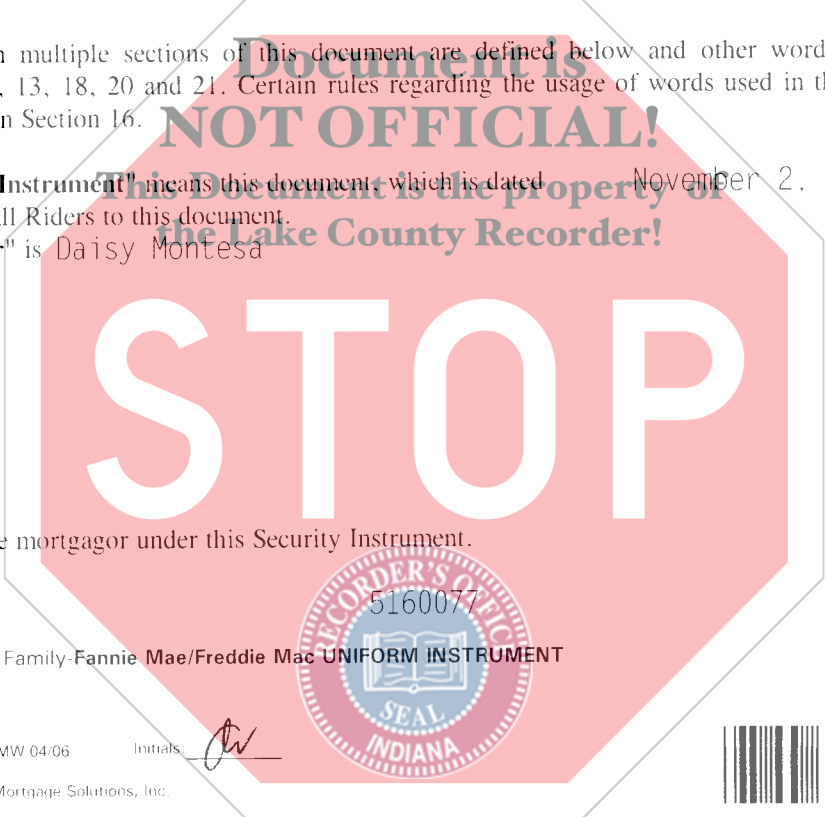 n multiple sections of this document are defined below and other word
, 13, 18, 20 and 21. Certain rules regarding the usage of words used in th
n Section 16.
Document is
NOT OFFICIAL!
This Document is the property of
the Lake County Recorder!
Instrument" means this document, which is dated November 2,
ll Riders to this document.
r" is Daisy Montesa
STOP
e mortgagor under this Security Instrument.
5160077
RECORDER'S OFFICE
SEAL
INDIANA
Family-Fannie Mae/Freddie Mac UNIFORM INSTRUMENT
MW 04/06 Initials:
Mortgage Solutions, Inc.